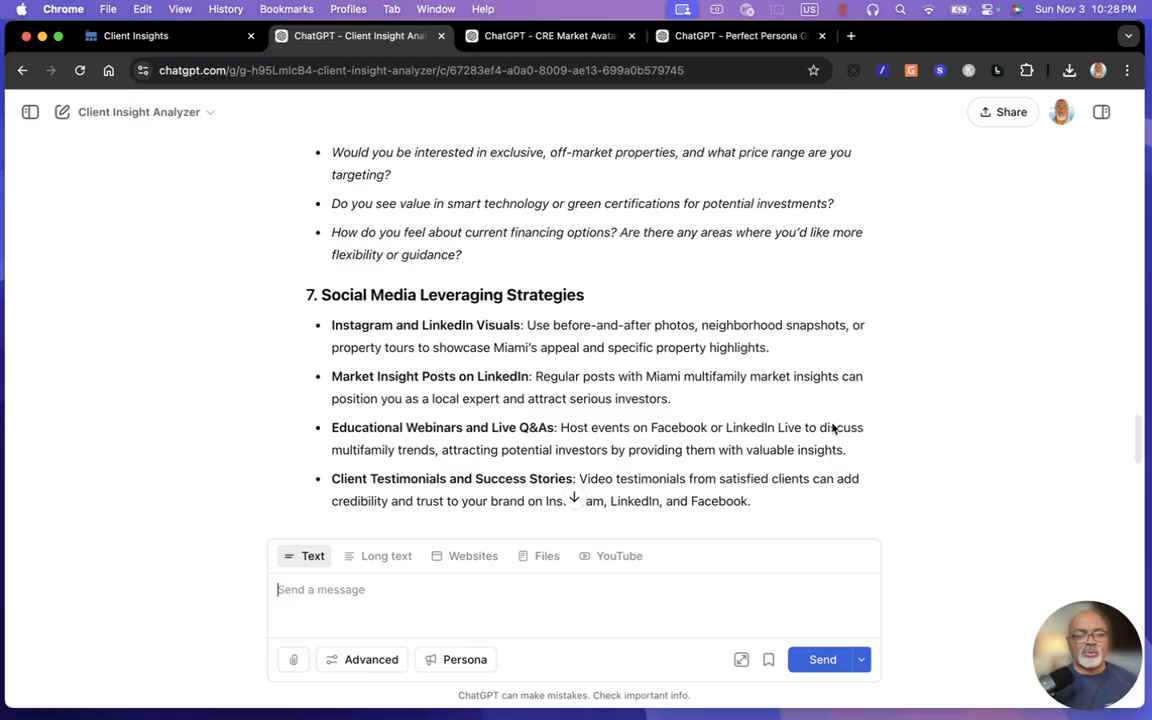 Chrome File Edit View History Bookmarks Profiles Tab Window Help US Sun Nov 3 10:28 PM
Client Insights ChatGPT - Client Insight Anal ChatGPT - CRE Market Avata ChatGPT - Perfect Persona G
chatgpt.com/g/g-h95LmlcB4-client-insight-analyzer/c/67283ef4-a0a0-8009-ae13-699a0b579745
Client Insight Analyzer Share
• Would you be interested in exclusive, off-market properties, and what price range are you
targeting?
• Do you see value in smart technology or green certifications for potential investments?
• How do you feel about current financing options? Are there any areas where you'd like more
flexibility or guidance?
7. Social Media Leveraging Strategies
• Instagram and LinkedIn Visuals: Use before-and-after photos, neighborhood snapshots, or
property tours to showcase Miami's appeal and specific property highlights.
• Market Insight Posts on LinkedIn: Regular posts with Miami multifamily market insights can
position you as a local expert and attract serious investors.
• Educational Webinars and Live Q&As: Host events on Facebook or LinkedIn Live to discuss
multifamily trends, attracting potential investors by providing them with valuable insights.
• Client Testimonials and Success Stories: Video testimonials from satisfied clients can add
credibility and trust to your brand on Ins am, LinkedIn, and Facebook.
Text Long text Websites Files YouTube
Send a message
Advanced Persona Send
ChatGPT can make mistakes. Check important info.